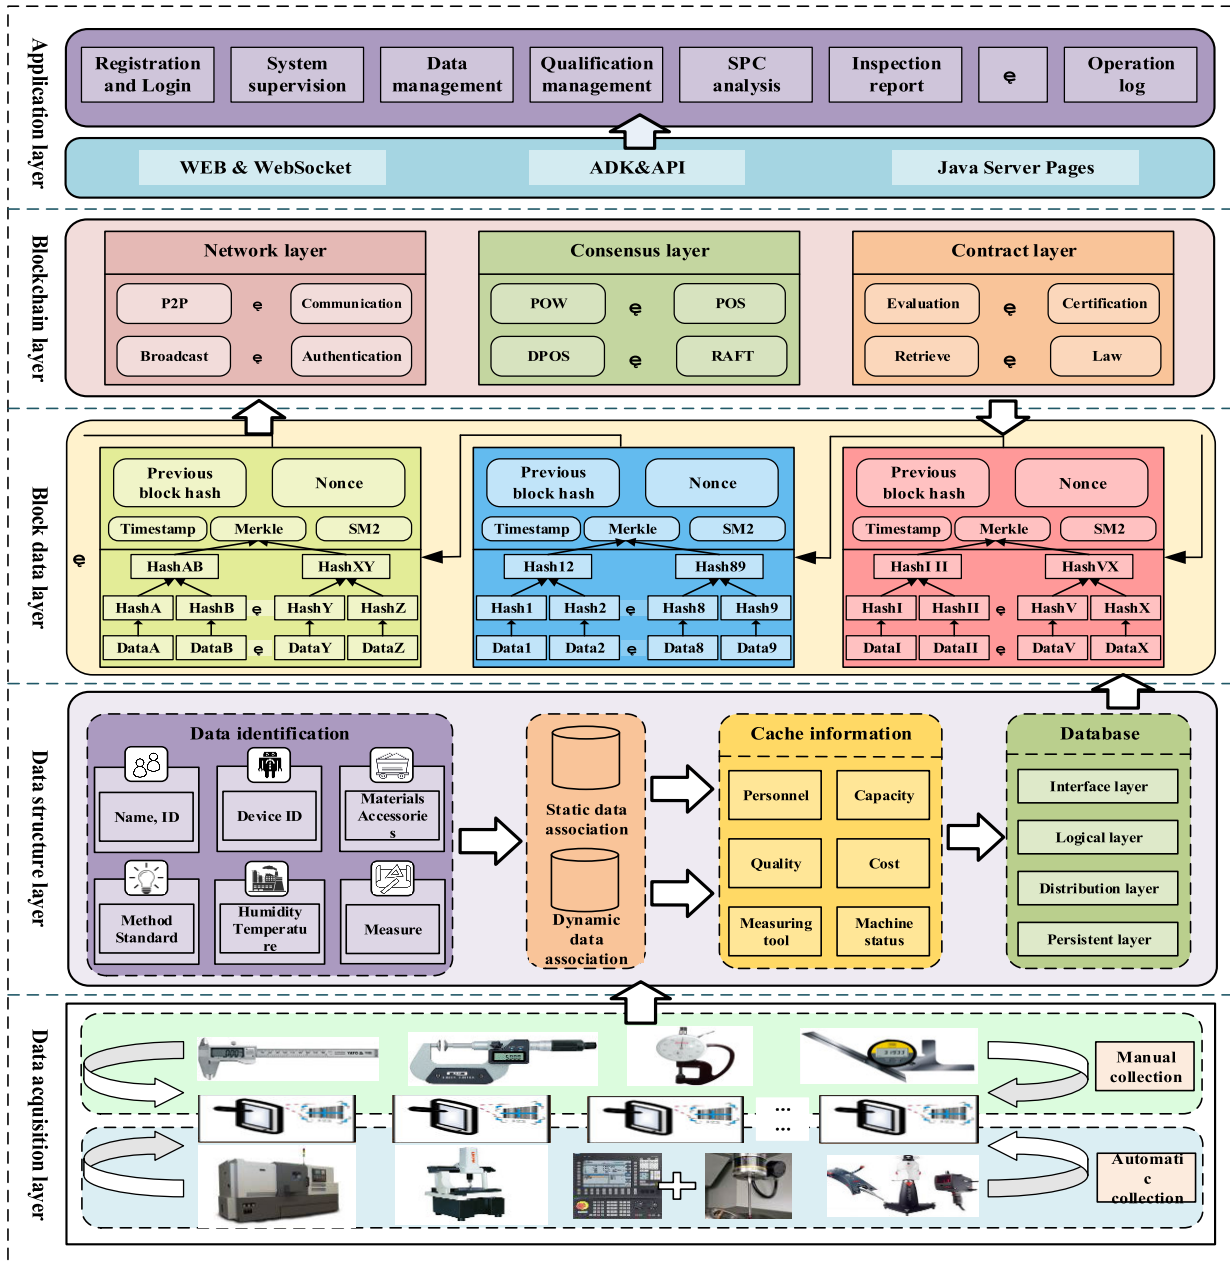 Application layer
Registration
and Login
System
supervision
Data
management
Qualification
management
SPC
analysis
Inspection
report
Operation
log
WEB & WebSocket
ADK&API
Java Server Pages
Blockchain layer
Network layer
P2P
Communication
Broadcast
Authentication
Consensus layer
POW
POS
DPOS
RAFT
Contract layer
Evaluation
Certification
Retrieve
Law
Block data layer
Previous
block hash
Nonce
Timestamp
Merkle
SM2
HashAB
HashXY
HashA
HashB
HashY
HashZ
DataA
DataB
DataY
DataZ
Previous
block hash
Nonce
Timestamp
Merkle
SM2
Hash12
Hash89
Hash1
Hash2
Hash8
Hash9
Data1
Data2
Data8
Data9
Previous
block hash
Nonce
Timestamp
Merkle
SM2
HashI II
HashVX
HashI
HashII
HashV
HashX
DataI
DataII
DataV
DataX
Data structure layer
Data identification
Name, ID
Device ID
Materials
Accessorie
s
Method
Standard
Humidity
Temperatu
re
Measure
Static data
association
Dynamic
data
association
Cache information
Personnel
Capacity
Quality
Cost
Measuring
tool
Machine
status
Database
Interface layer
Logical layer
Distribution layer
Persistent layer
Data acquisition layer
Manual
collection
...
...
Automati
c
collection